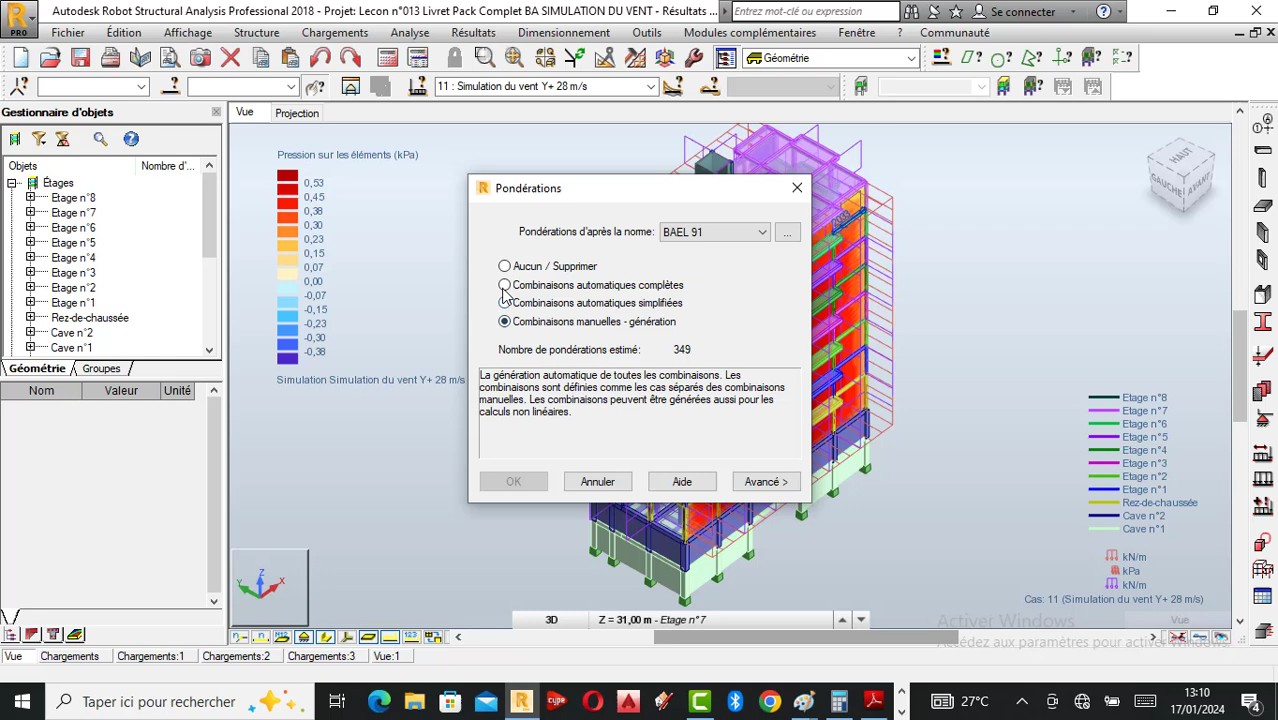 Autodesk Robot Structural Analysis Professional 2018 - Projet: Lecon n°013 Livret Pack Complet BA SIMULATION DU VENT - Résultats
Entrez mot-clé ou expression
Se connecter
PRO
Fichier Édition Affichage Structure Chargements Analyse Résultats Dimensionnement Outils Modules complémentaires Fenêtre ? Communauté
Géométrie
11 : Simulation du vent Y+ 28 m/s
Gestionnaire d'objets
Vue Projection
Objets Nombre d'...
Étages
Etage n°8
Etage n°7
Etage n°6
Etage n°5
Etage n°4
Etage n°3
Etage n°2
Etage n°1
Rez-de-chaussée
Cave n°2
Cave n°1
Géométrie Groupes
Nom Valeur Unité
Pression sur les éléments (kPa)
0,53
0,45
0,38
0,30
0,23
0,15
0,07
0,00
-0,07
-0,15
-0,23
-0,30
-0,38
Simulation Simulation du vent Y+ 28 m/s
Pondérations
Pondérations d'après la nome: BAEL 91 ...
Aucun / Supprimer
Combinaisons automatiques complètes
Combinaisons automatiques simplifiées
Combinaisons manuelles - génération
Nombre de pondérations estimé: 349
La génération automatique de toutes les combinaisons. Les
combinaisons sont définies comme les cas séparés des combinaisons
manuelles. Les combinaisons peuvent être générées aussi pour les
calculs non linéaires.
OK Annuler Aide Avancé >
HAUT
GAUCHE AVANT
Etage n°8
Etage n°7
Etage n°6
Etage n°5
Etage n°4
Etage n°3
Etage n°2
Etage n°1
Rez-de-chaussée
Cave n°2
Cave n°1
kN/m
kPa
kN/m
Cas: 11 (Simulation du vent Y+ 28 m/s)
Z
Y X
3D Z = 31,00 m - Etage n°7
Vue
Activer Windows
Accédez aux paramètres pour activer Windows.
Vue Chargements Chargements:1 Chargements:2 Chargements:3 Vue:1
Taper ici pour rechercher
27°C
13:10
17/01/2024